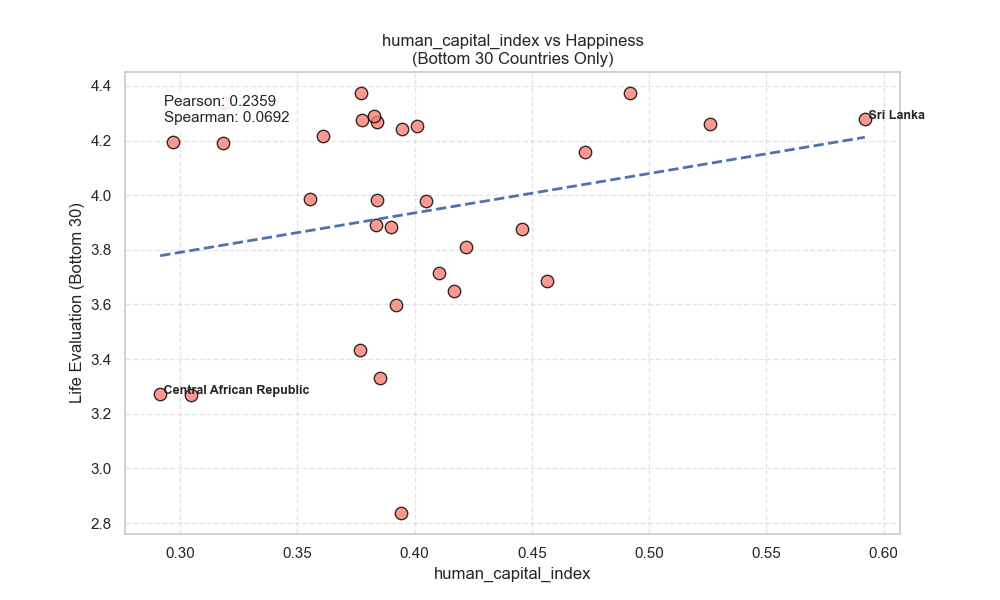 human_capital_index vs Happiness
(Bottom 30 Countries Only)
Pearson: 0.2359
Spearman: 0.0692
Sri Lanka
Central African Republic
Life Evaluation (Bottom 30)
4.4
4.2
4.0
3.8
3.6
3.4
3.2
3.0
2.8
0.30
0.35
0.40
0.45
0.50
0.55
0.60
human_capital_index